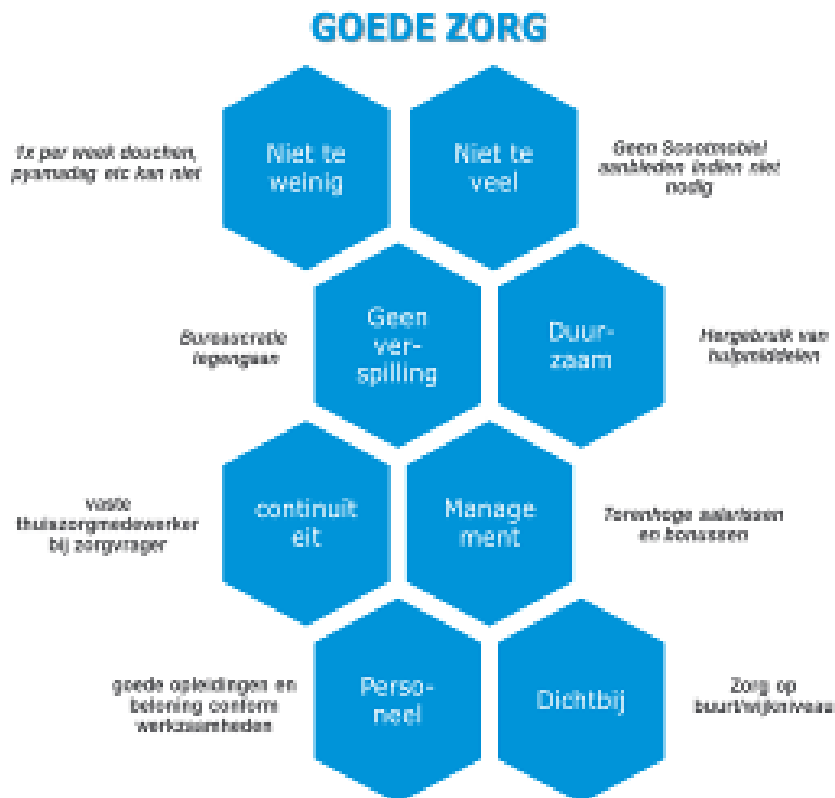 GOEDE ZORG
1x per week douchen,
pyamadag etc kan niet
Niet te
weinig
Niet te
veel
Geen Scootmobiel
aanbieden indien niet
nodig
Bureaucratie
tegengaan
Geen
ver-
spilling
Duur-
zaam
Hergebruik van
hulpmiddelen
vaste
thuiszorgmedewerker
bij zorgvrager
continuit
eit
Manage
ment
Torenhoge salarissen
en bonussen
goede opleidingen en
beloning conform
werkzaamheden
Perso-
neel
Dichtbij
Zorg op
buurt/wijkniveau